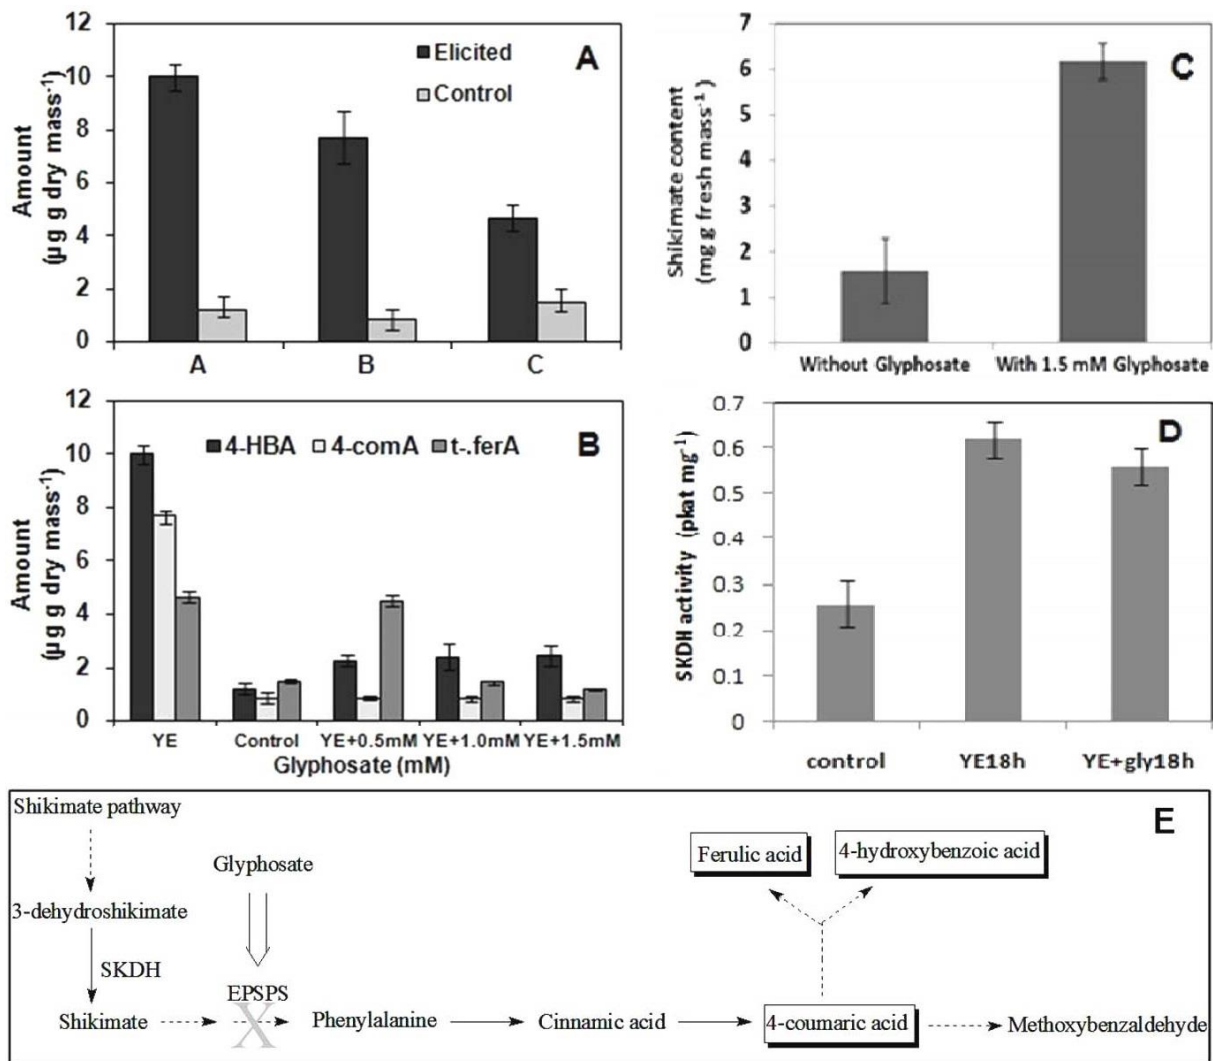 12
10
8
6
4
2
0
Amount
(µg g dry mass⁻¹)
Elicited
Control
A
A
B
C
7
6
5
4
3
2
1
0
Shikimate content
(mg g fresh mass⁻¹)
C
Without Glyphosate
With 1.5 mM Glyphosate
12
10
8
6
4
2
0
Amount
(µg g dry mass⁻¹)
4-HBA 4-comA t-.ferA
B
YE Control YE+0.5mM YE+1.0mM YE+1.5mM
Glyphosate (mM)
0.7
0.6
0.5
0.4
0.3
0.2
0.1
0
SKDH activity (pkat mg⁻¹)
D
control YE18h YE+gly18h
E
Shikimate pathway
Glyphosate
Ferulic acid
4-hydroxybenzoic acid
3-dehydroshikimate
SKDH
EPSPS
X
Shikimate
Phenylalanine
Cinnamic acid
4-coumaric acid
Methoxybenzaldehyde